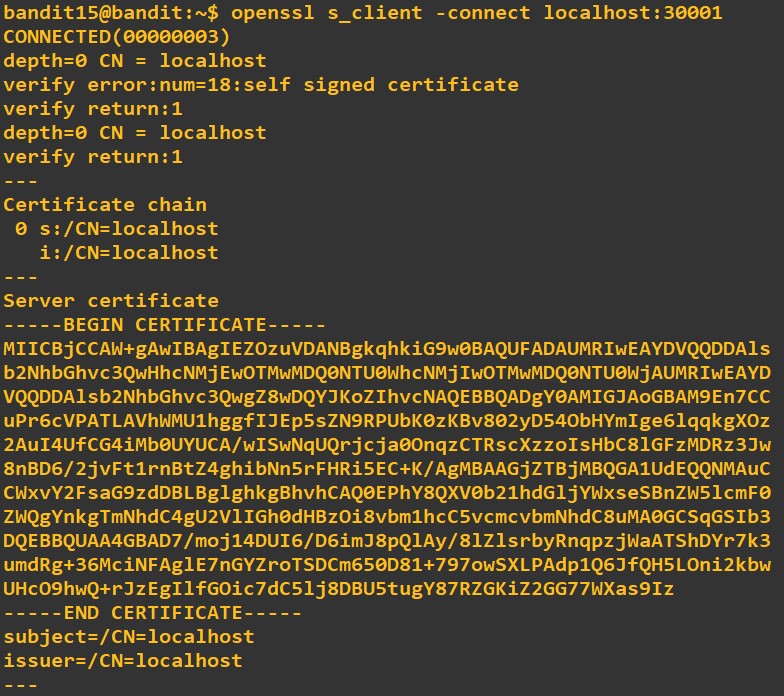 bandit15@bandit:~$ openssl s_client -connect localhost:30001
CONNECTED(00000003)
depth=0 CN = localhost
verify error:num=18:self signed certificate
verify return:1
depth=0 CN = localhost
verify return:1
---
Certificate chain
 0 s:/CN=localhost
   i:/CN=localhost
---
Server certificate
-----BEGIN CERTIFICATE-----
MIICBjCCAW+gAwIBAgIEZOzuVDANBgkqhkiG9w0BAQUFADAUMRIwEAYDVQQDDAls
b2NhbGhvc3QwHhcNMjEwOTMwMDQ0NTU0WhcNMjIwOTMwMDQ0NTU0WjAUMRIwEAYD
VQQDDAlsb2NhbGhvc3QwgZ8wDQYJKoZIhvcNAQEBBQADgY0AMIGJAoGBAM9En7CC
uPr6cVPATLAVhWMU1hggfIJEp5sZN9RPUbK0zKBv802yD54ObHYmIge6lqqkgXOz
2AuI4UfCG4iMb0UYUCA/wISwNqUQrjcja0OnqzCTRscXzzoIsHbC8lGFzMDRz3Jw
8nBD6/2jvFt1rnBtZ4ghibNn5rFHRi5EC+K/AgMBAAGjZTBjMBQGA1UdEQQNMAuC
CWxvY2FsaG9zdDBLBglghkgBhvhCAQ0EPhY8QXV0b21hdGljYWxseSBnZW5lcmF0
ZWQgYnkgTmNhdC4gU2VlIGh0dHBzOi8vbm1hcC5vcmcvbmNhdC8uMA0GCSqGSIb3
DQEBBQUAA4GBAD7/moj14DUI6/D6imJ8pQlAy/8lZlsrbyRnqpzjWaATShDYr7k3
umdRg+36MciNFAglE7nGYZroTSDCm650D81+797owSXLPAdp1Q6JfQH5LOni2kbw
UHcO9hwQ+rJzEgIlfGOic7dC5lj8DBU5tugY87RZGKiZ2GG77WXas9Iz
-----END CERTIFICATE-----
subject=/CN=localhost
issuer=/CN=localhost
---